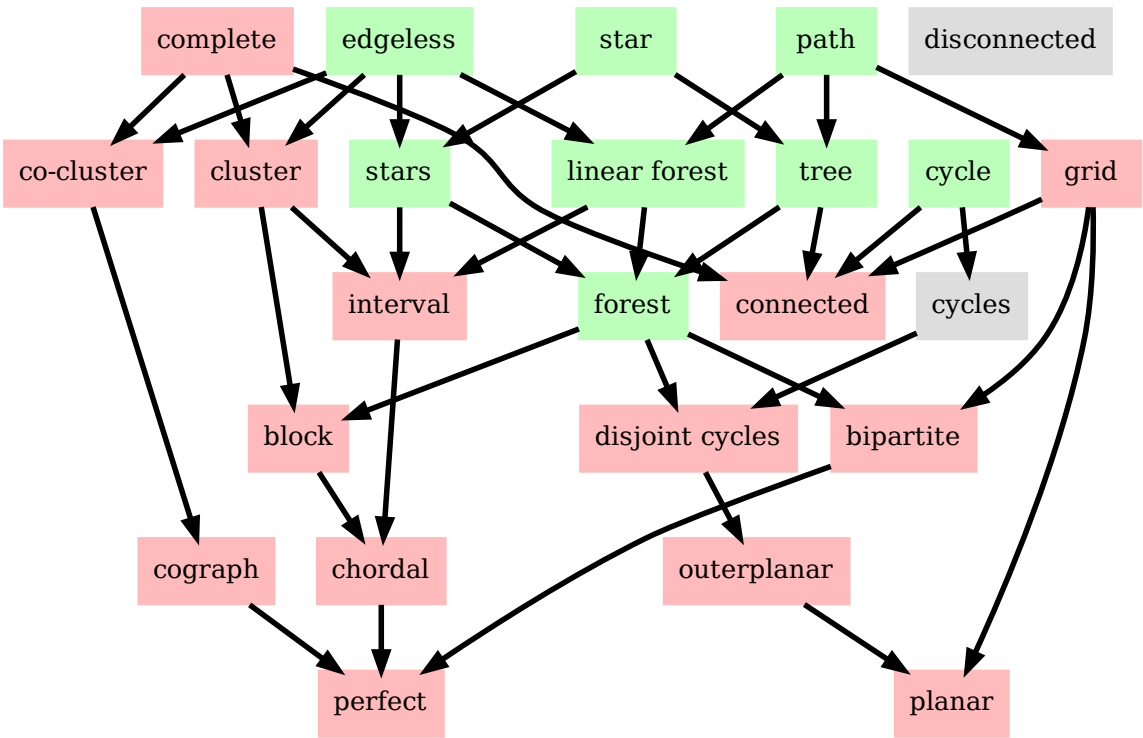 complete
edgeless
star
path
disconnected
co-cluster
cluster
stars
linear forest
tree
cycle
grid
interval
forest
connected
cycles
block
disjoint cycles
bipartite
cograph
chordal
outerplanar
perfect
planar